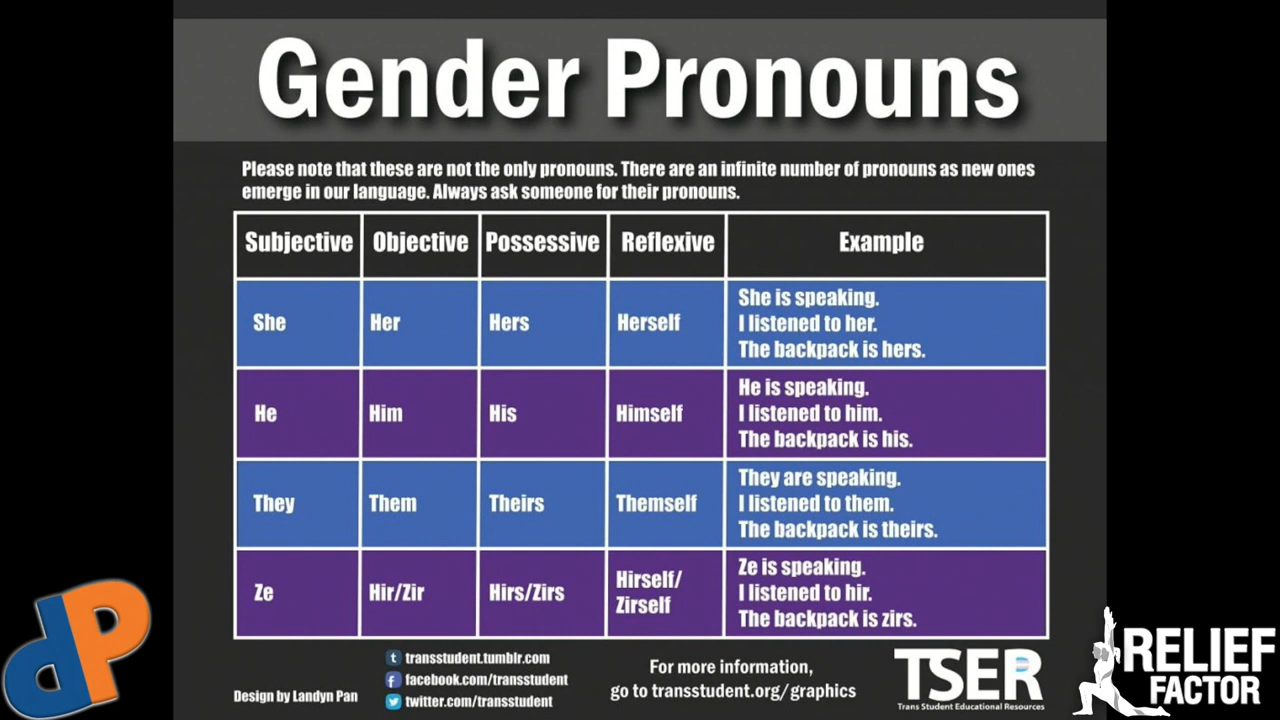 Gender Pronouns
Please note that these are not the only pronouns. There are an infinite number of pronouns as new ones
emerge in our language. Always ask someone for their pronouns.
Subjective Objective Possessive Reflexive Example
She Her Hers Herself She is speaking.
I listened to her.
The backpack is hers.
He Him His Himself He is speaking.
I listened to him.
The backpack is his.
They Them Theirs Themself They are speaking.
I listened to them.
The backpack is theirs.
Ze Hir/Zir Hirs/Zirs Hirself/
Zirself
Ze is speaking.
I listened to hir.
The backpack is zirs.
Design by Landyn Pan
transstudent.tumblr.com
facebook.com/transstudent
twitter.com/transstudent
For more information,
go to transstudent.org/graphics
TSER
Trans Student Educational Resources
dP
RELIEF
FACTOR